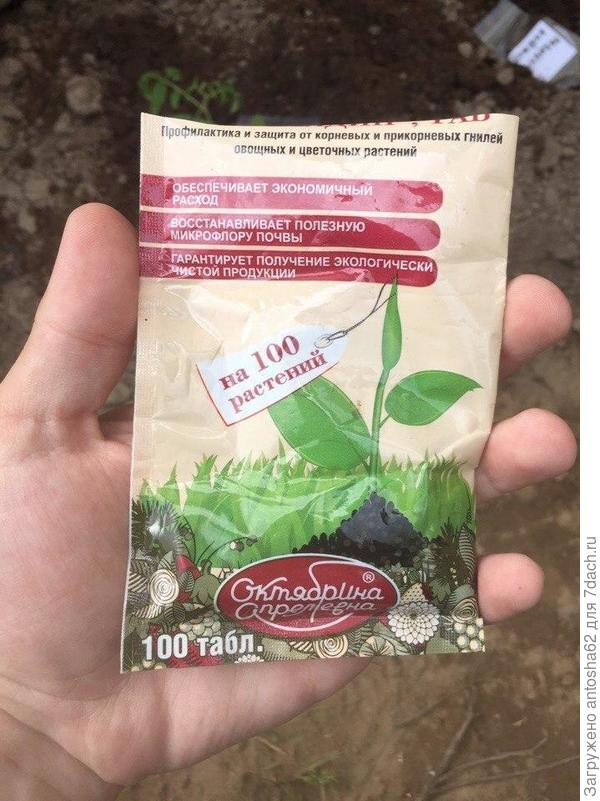 , ТАБ
Профилактика и защита от корневых и прикорневых гнилей
овощных и цветочных растений
ОБЕСПЕЧИВАЕТ ЭКОНОМИЧНЫЙ
РАСХОД
ВОССТАНАВЛИВАЕТ ПОЛЕЗНУЮ
МИКРОФЛОРУ ПОЧВЫ
ГАРАНТИРУЕТ ПОЛУЧЕНИЕ ЭКОЛОГИЧЕСКИ
ЧИСТОЙ ПРОДУКЦИИ
на 100
растений
Октябрина ®
Апрелевна
100 табл.
Загружено antosha62 для 7dach.ru